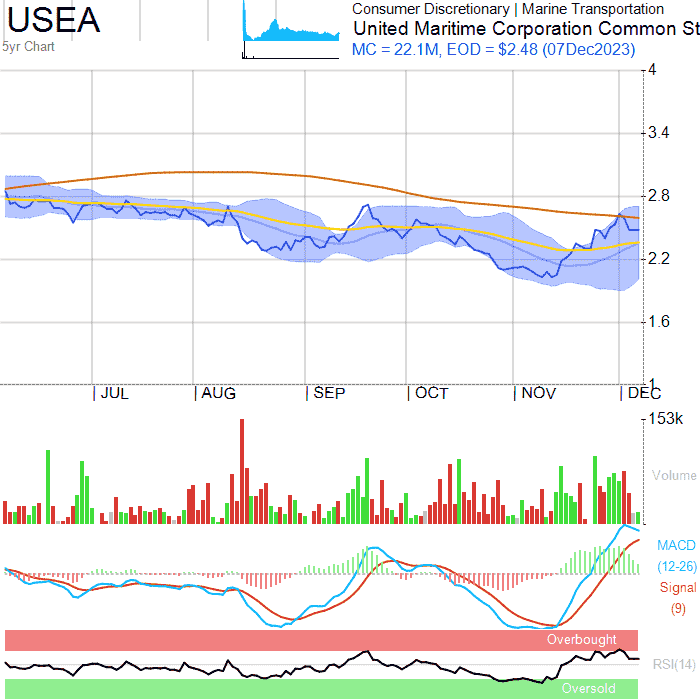 USEA
5yr Chart
Consumer Discretionary | Marine Transportation
United Maritime Corporation Common St
MC = 22.1M, EOD = $2.48 (07Dec2023)
4
3.4
2.8
2.2
1.6
1
JUL AUG SEP OCT NOV DEC
153k
Volume
MACD
(12-26)
Signal
(9)
Overbought
RSI(14)
Oversold